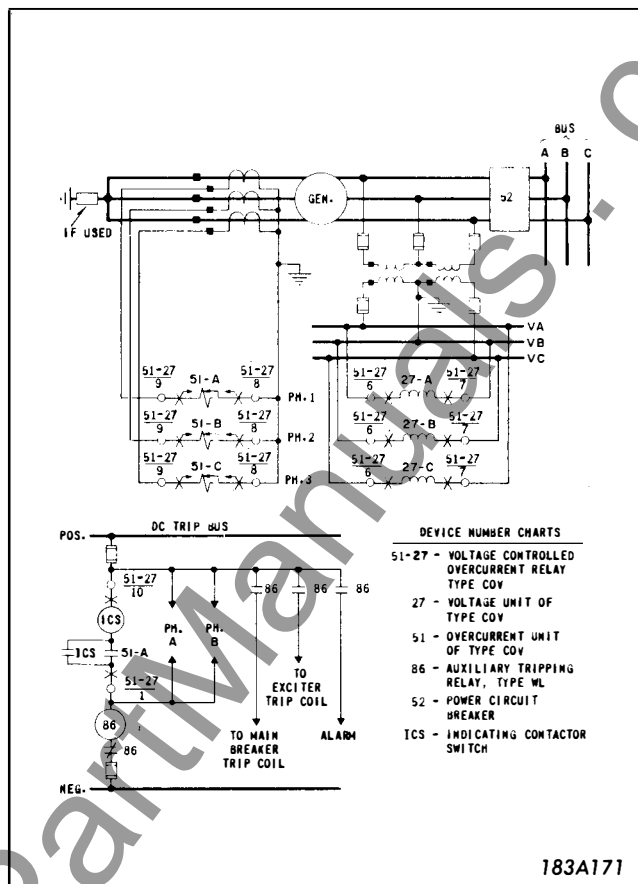 BUS
A B C
GEN.
52
IF USED
VA
VB
VC
51-27
9
51-A
51-27
8
PH.1
51-27
6
27-A
51-27
7
51-27
9
51-B
51-27
8
PH.2
51-27
6
27-B
51-27
7
51-27
9
51-C
51-27
8
PH.3
51-27
6
27-C
51-27
7
POS.
DC TRIP BUS
51-27
10
ICS
ICS
51-A
51-27
1
86
86
PH.
A
PH.
B
86
86
86
TO
EXCITER
TRIP COIL
TO MAIN
BREAKER
TRIP COIL
ALARM
NEG.
DEVICE NUMBER CHARTS
51-27 - VOLTAGE CONTROLLED
OVERCURRENT RELAY
TYPE COV
27 - VOLTAGE UNIT OF
TYPE COV
51 - OVERCURRENT UNIT
OF TYPE COV
86 - AUXILIARY TRIPPING
RELAY, TYPE WL
52 - POWER CIRCUIT
BREAKER
ICS - INDICATING CONTACTOR
SWITCH
183A171